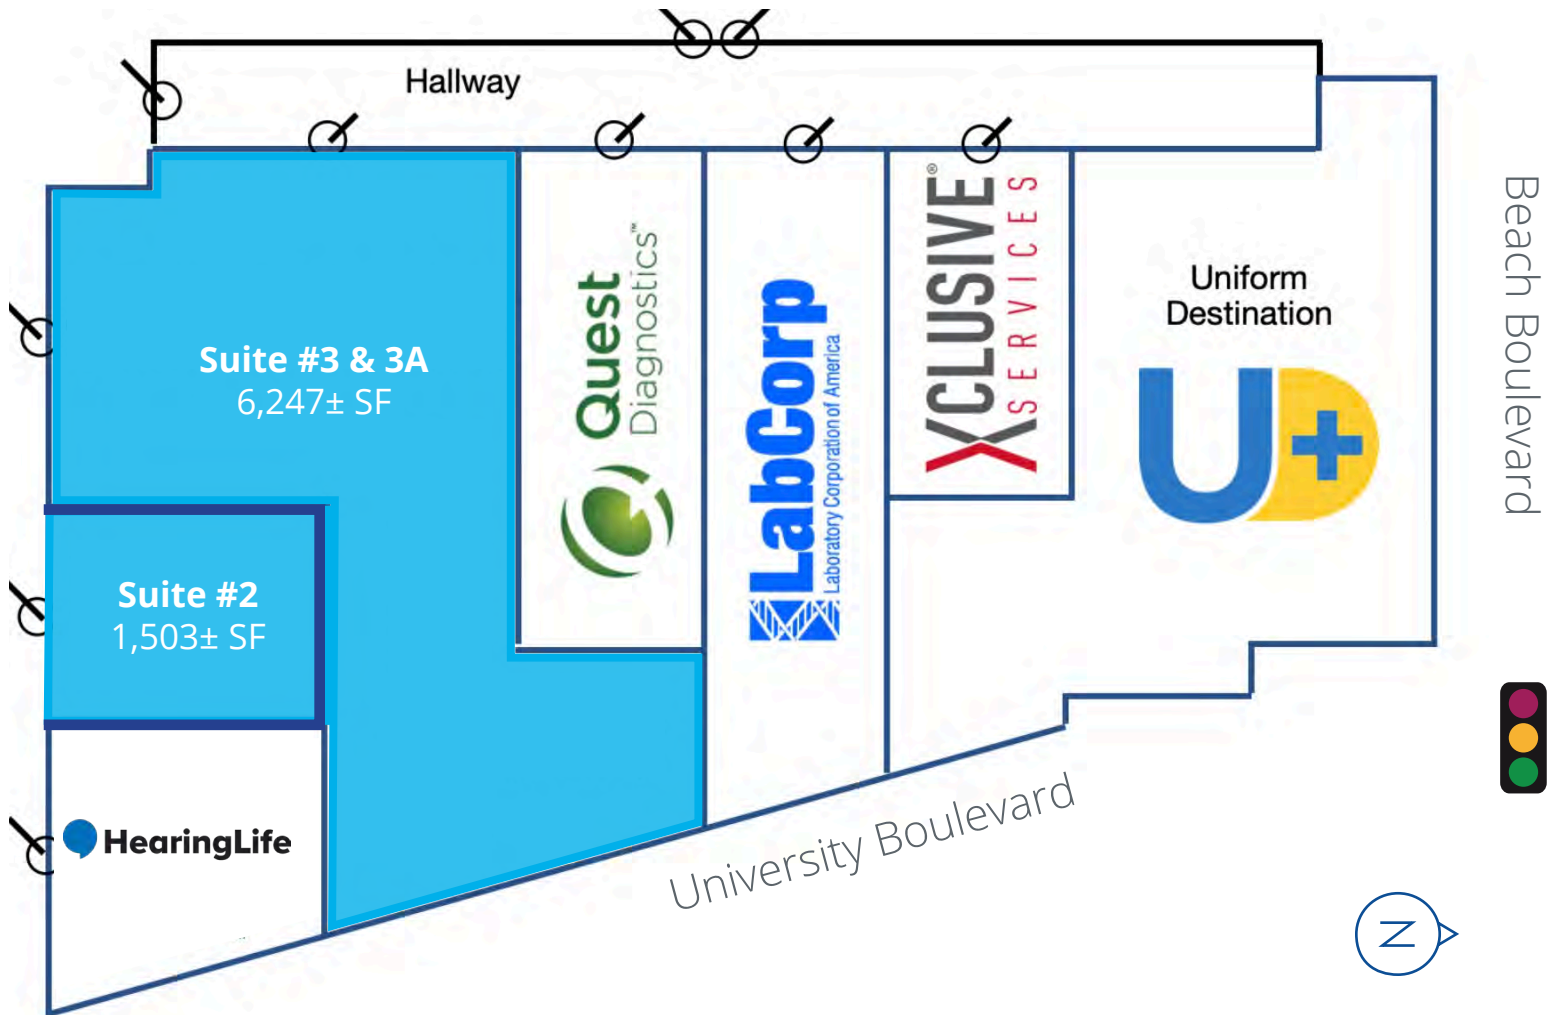 Hallway
Suite #3 & 3A
6,247± SF
Quest
Diagnostics™
LabCorp
Laboratory Corporation of America
XCLUSIVE®
SERVICES
Uniform
Destination
U+
Beach Boulevard
Suite #2
1,503± SF
HearingLife
University Boulevard
N